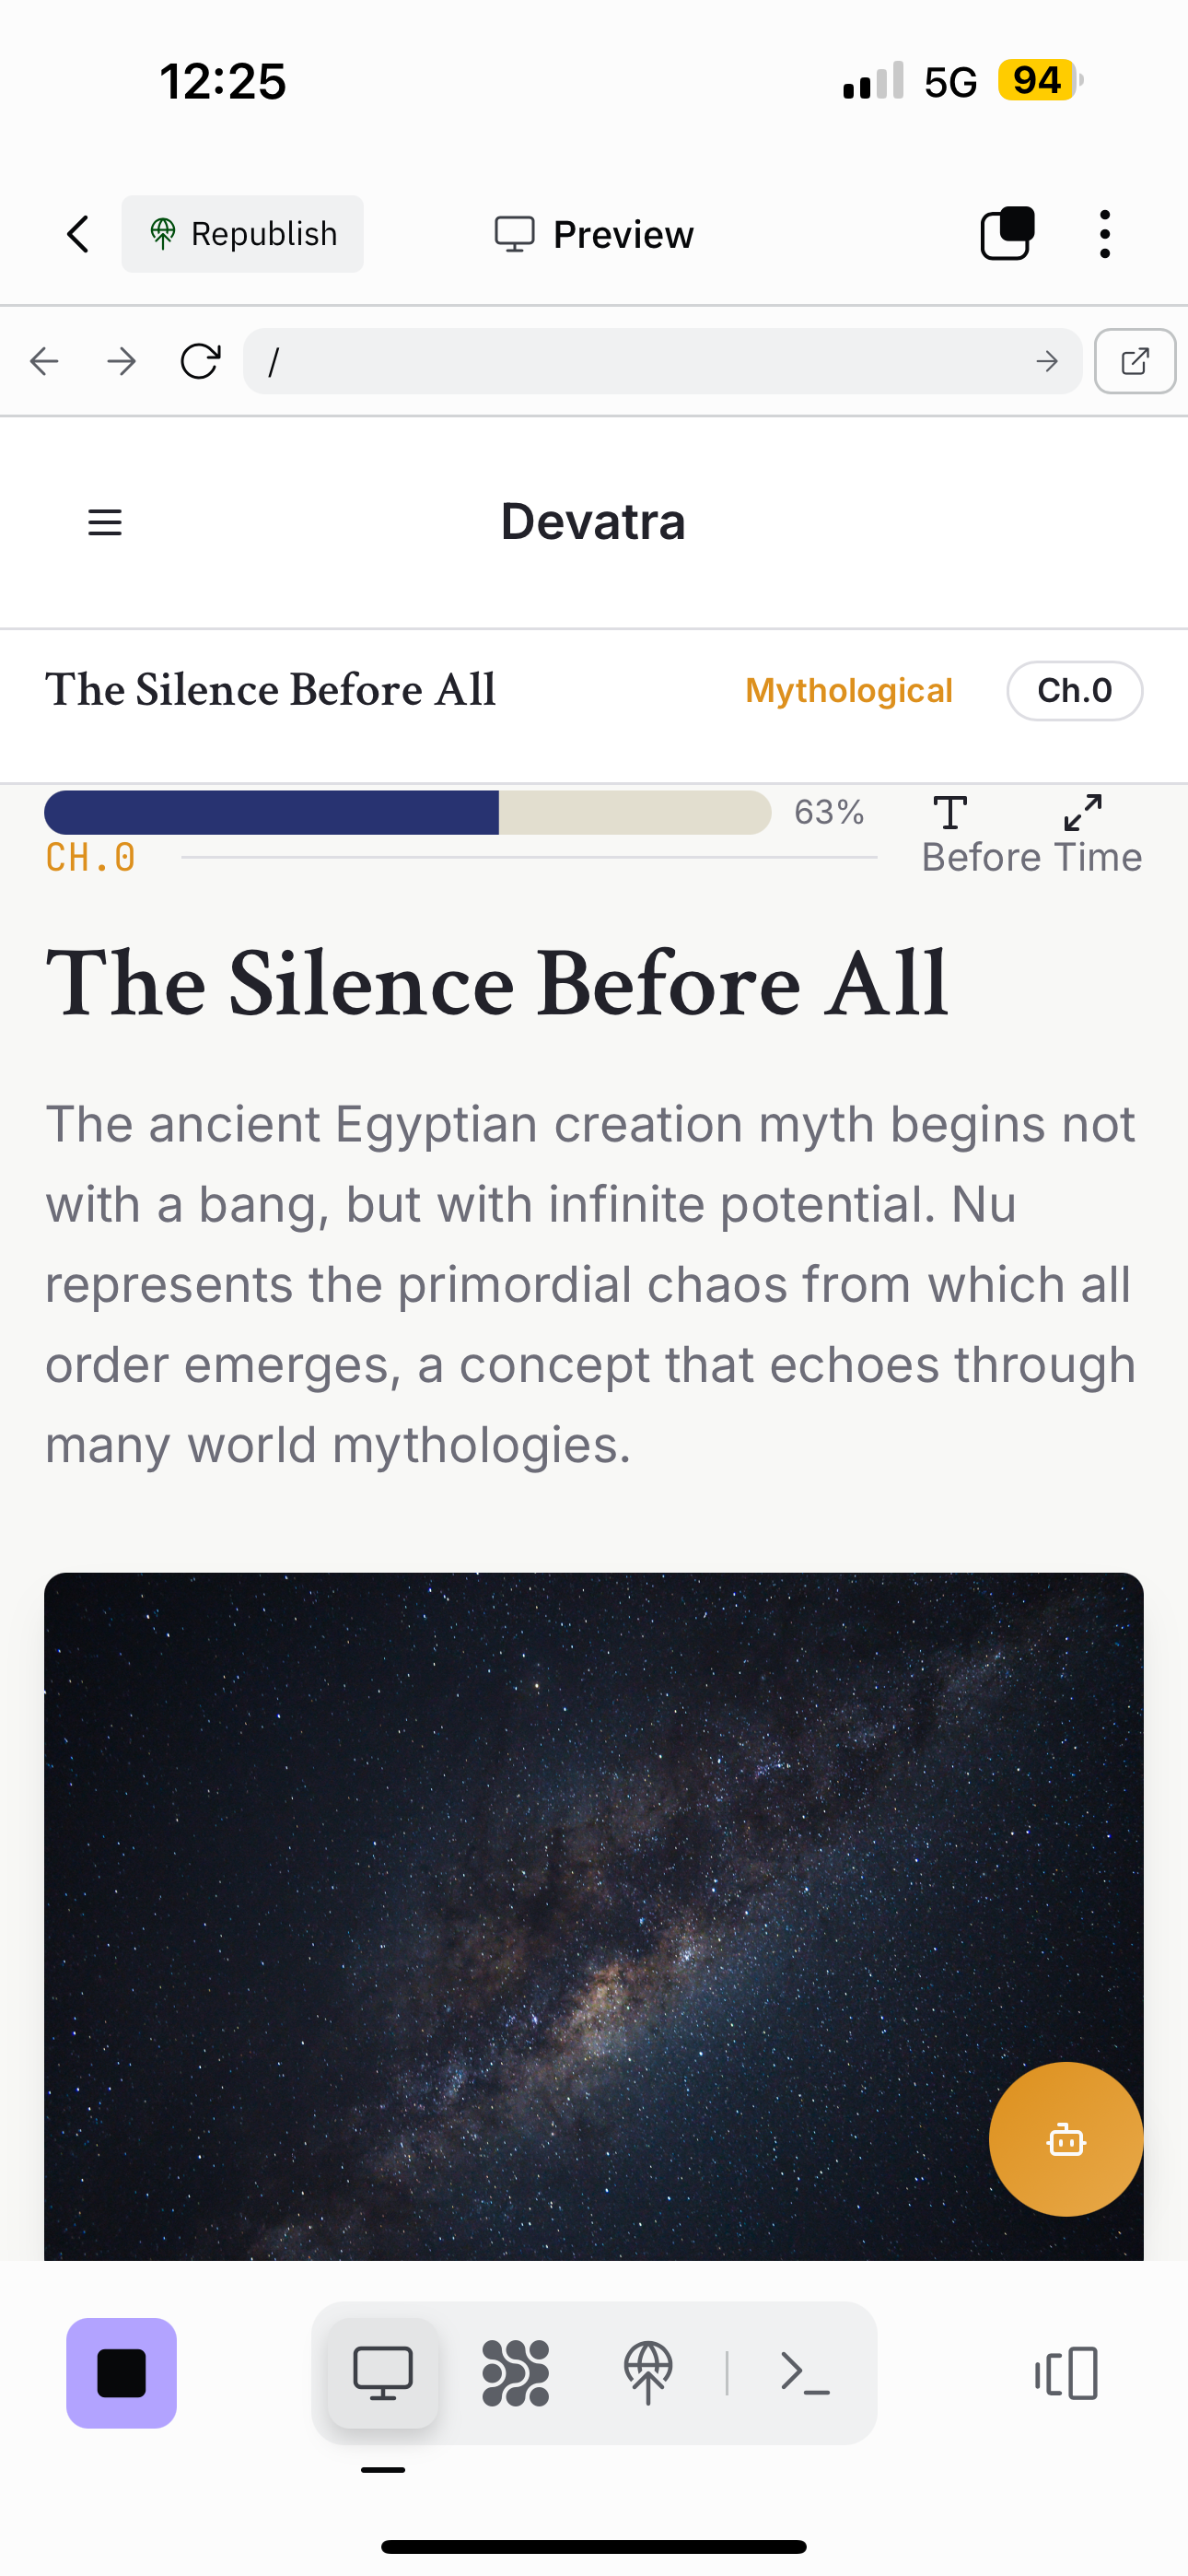 12:25
5G 94
Republish
Preview
/
Devatra
The Silence Before All
Mythological
Ch.0
63%
CH.0
Before Time
The Silence Before All
The ancient Egyptian creation myth begins not
with a bang, but with infinite potential. Nu
represents the primordial chaos from which all
order emerges, a concept that echoes through
many world mythologies.